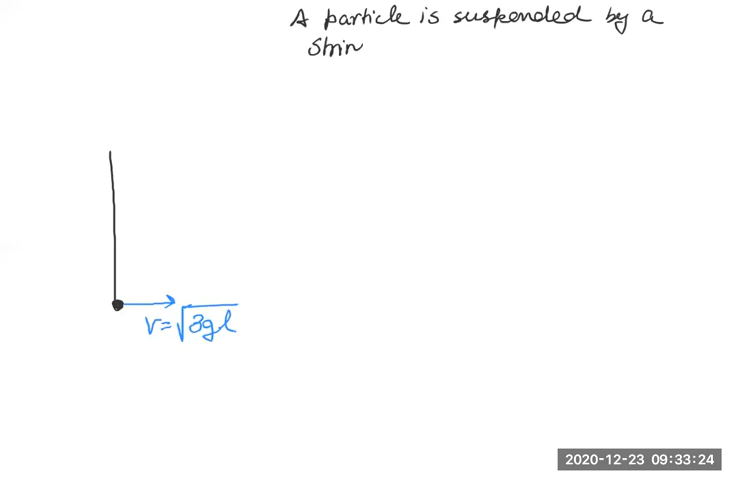 A particle is suspended by a
strin
v=√3gl
2020-12-23 09:33:24